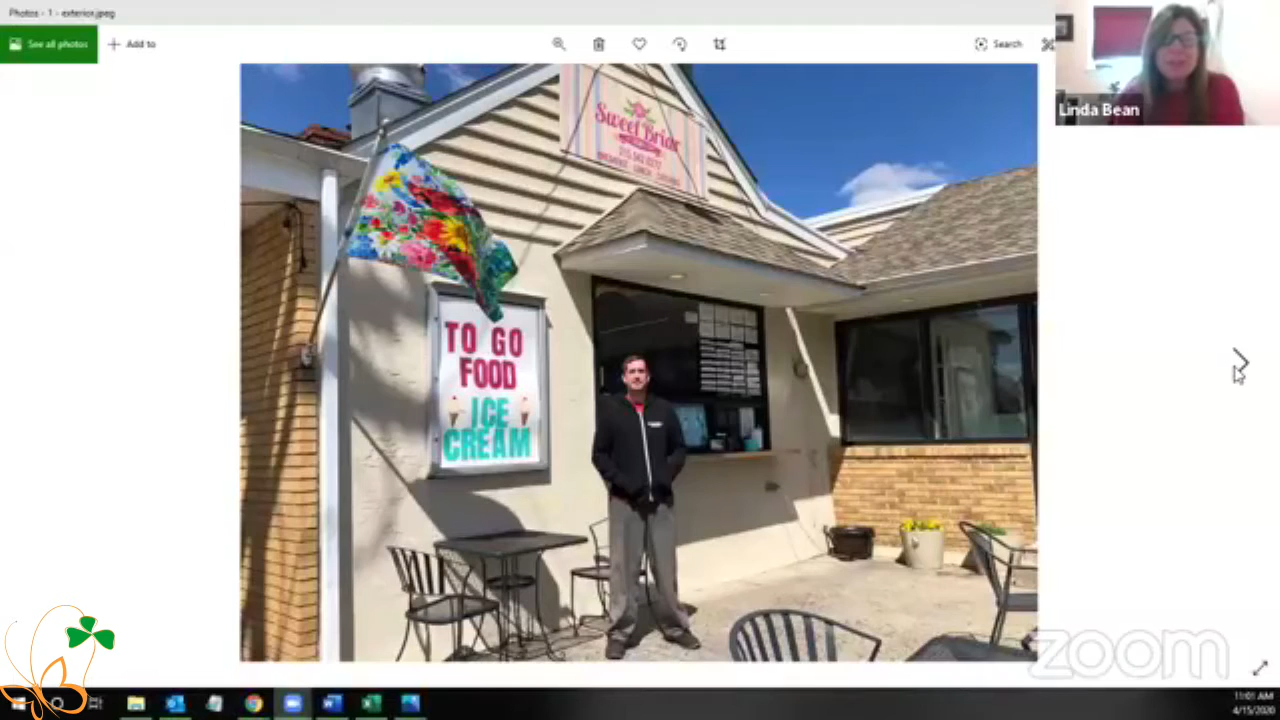 Photos - 1 - exterior.jpeg
See all photos
Add to
Search
Linda Bean
Sweet Briar
TO GO
FOOD
ICE
CREAM
zoom
11:01 AM
4/15/2020